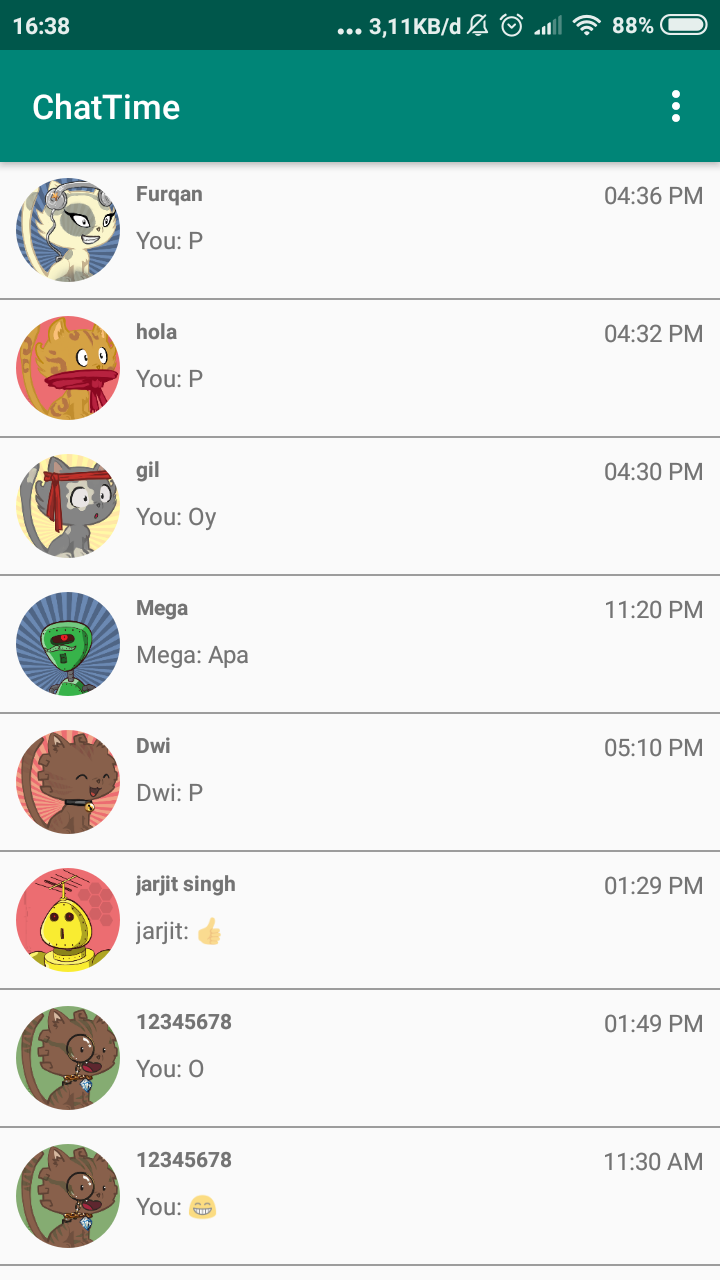 16:38 ... 3,11KB/d 88%
ChatTime
Furqan 04:36 PM
You: P
hola 04:32 PM
You: P
gil 04:30 PM
You: Oy
Mega 11:20 PM
Mega: Apa
Dwi 05:10 PM
Dwi: P
jarjit singh 01:29 PM
jarjit: 👍
12345678 01:49 PM
You: O
12345678 11:30 AM
You: 😁